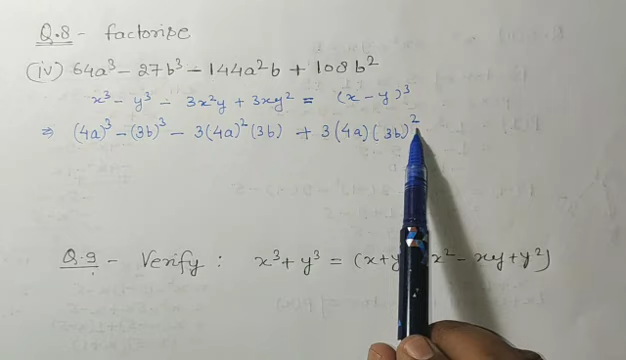 Q.8 - factorise
(iv) 64a³ - 27b³ - 144a²b + 108b²
x³ - y³ - 3x²y + 3xy² = (x - y)³
⇒ (4a)³ - (3b)³ - 3(4a)²(3b) + 3(4a)(3b)²
Q.9 - Verify : x³ + y³ = (x+y x² - xy + y²)